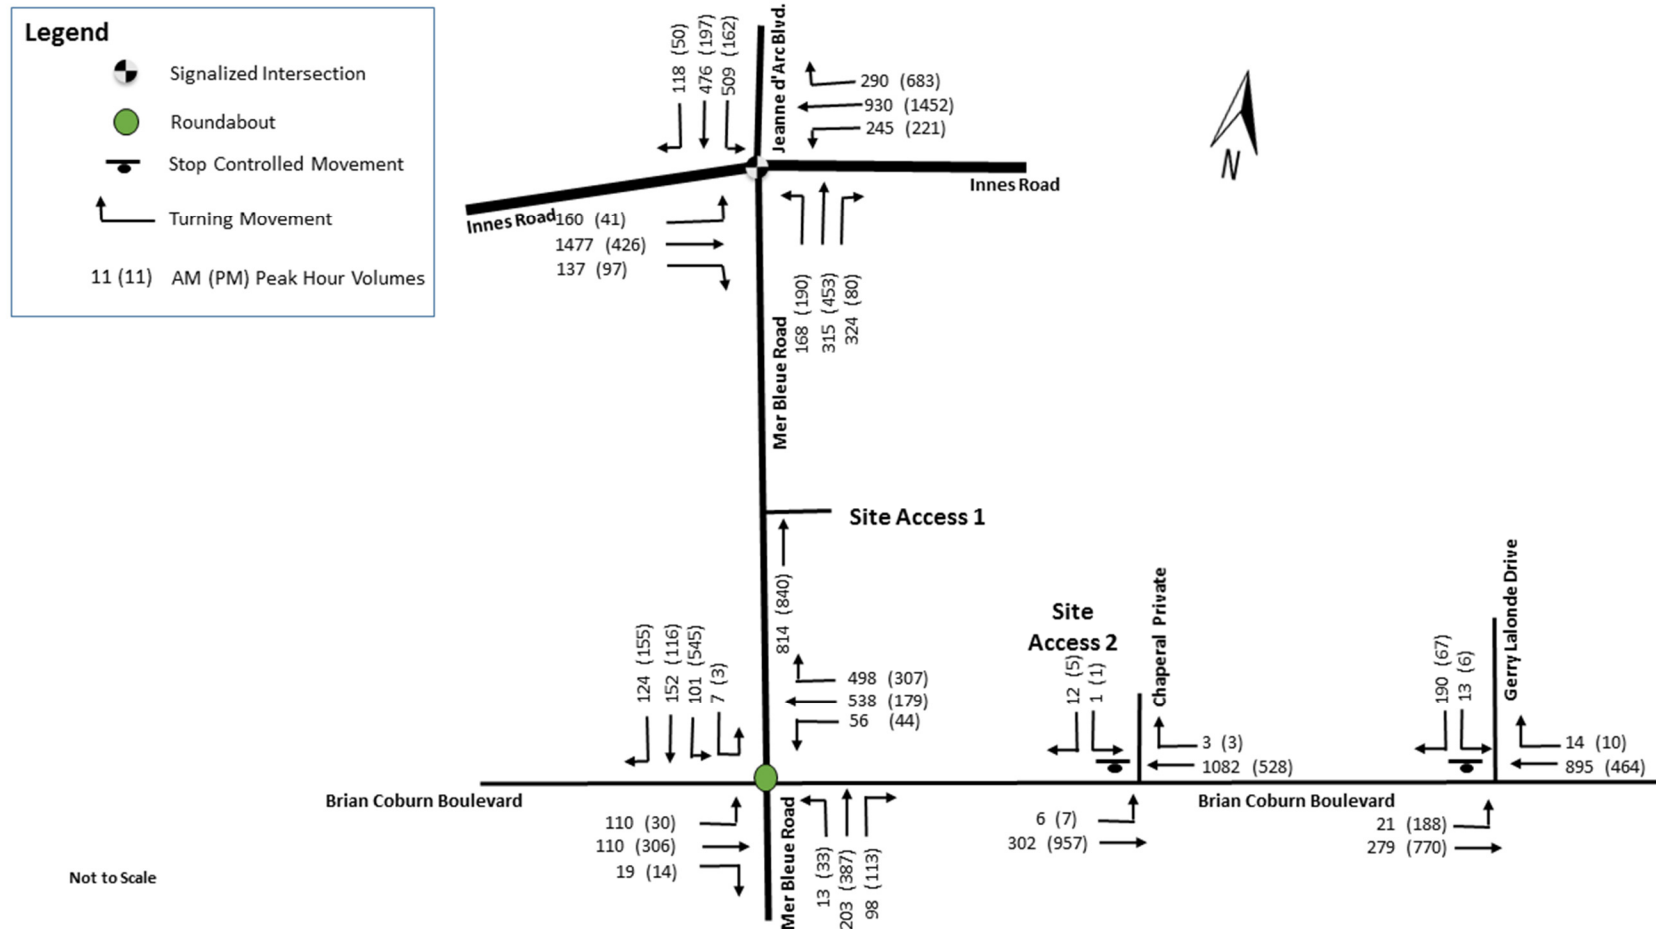 Legend
Signalized Intersection
Roundabout
Stop Controlled Movement
Turning Movement
11 (11) AM (PM) Peak Hour Volumes
118 (50)
476 (197)
509 (162)
Jeanne d'Arc Blvd.
290 (683)
930 (1452)
245 (221)
N
Innes Road
Innes Road
160 (41)
1477 (426)
137 (97)
168 (190)
315 (453)
324 (80)
Mer Bleue Road
Site Access 1
814 (840)
124 (155)
152 (116)
101 (545)
7 (3)
498 (307)
538 (179)
56 (44)
Site
Access 2
12 (5)
1 (1)
Chaperal Private
3 (3)
1082 (528)
190 (67)
13 (6)
Gerry Lalonde Drive
14 (10)
895 (464)
Brian Coburn Boulevard
Brian Coburn Boulevard
110 (30)
110 (306)
19 (14)
Mer Bleue Road
13 (33)
203 (387)
98 (113)
6 (7)
302 (957)
21 (188)
279 (770)
Not to Scale